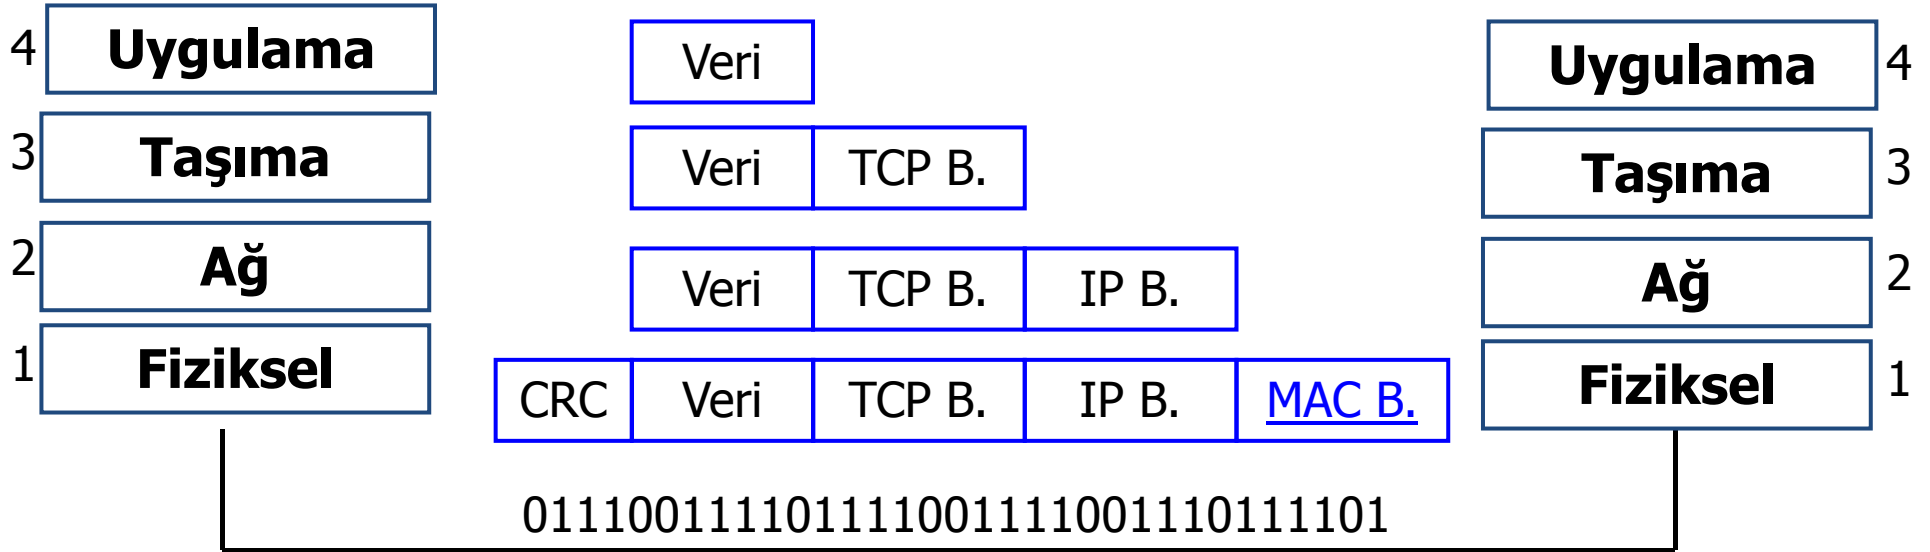 4 Uygulama Veri Uygulama 4
3 Taşıma Veri TCP B. Taşıma 3
2 Ağ Veri TCP B. IP B. Ağ 2
1 Fiziksel CRC Veri TCP B. IP B. MAC B. Fiziksel 1
011100111101111001111001110111101